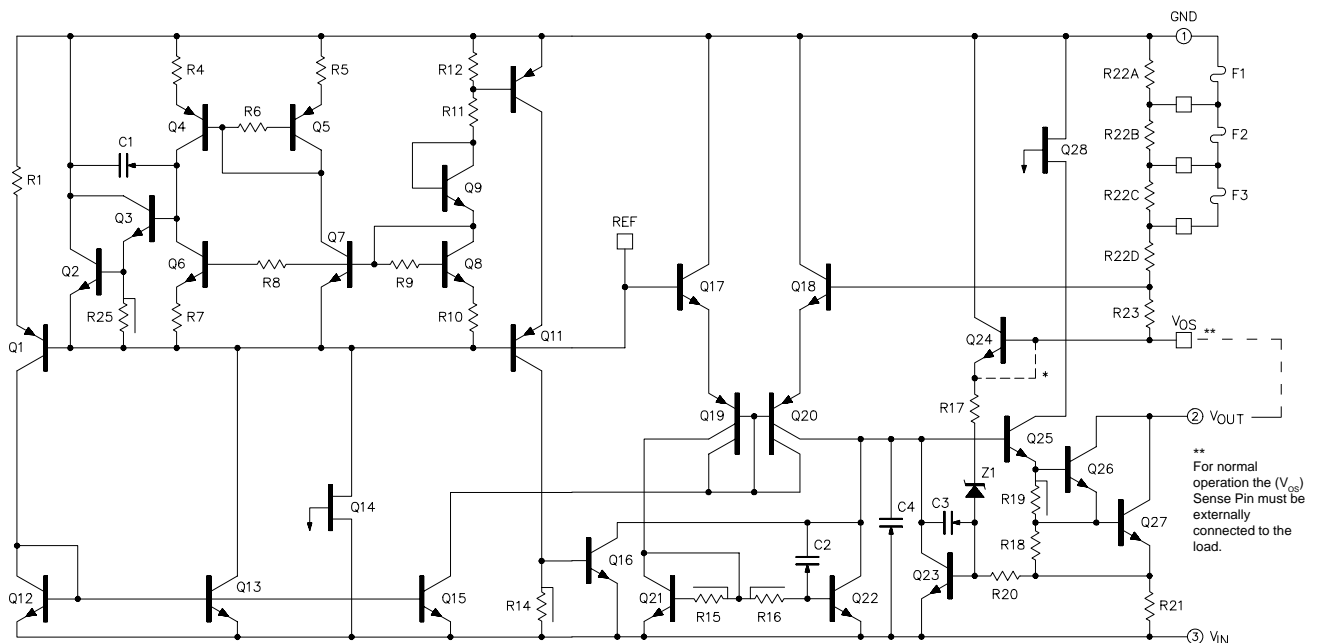 GND
1
R4
R5
R12
R22A
F1
R11
Q4
R6
Q5
C1
R22B
F2
Q28
R1
Q9
R22C
F3
Q3
REF
Q7
Q2
Q6
R8
R9
Q8
Q17
Q18
R22D
R25
R7
R10
R23
VOS **
Q1
Q11
Q24
*
Q19
Q20
R17
2 VOUT
Q25
Q26
**
For normal
operation the (VOS)
Sense Pin must be
externally
connected to the
load.
Z1
R19
Q14
C4
C3
Q27
Q16
C2
R18
Q12
Q13
Q15
R14
Q21
R15
R16
Q22
Q23
R20
R21
3 VIN